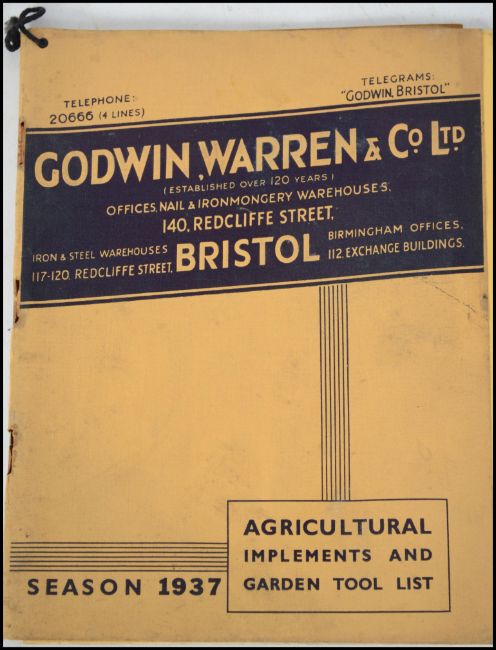 TELEPHONE:
20666 (4 LINES)
TELEGRAMS:
"GODWIN, BRISTOL"
GODWIN, WARREN & Co LTD
(ESTABLISHED OVER 120 YEARS)
OFFICES, NAIL & IRONMONGERY WAREHOUSES.
140, REDCLIFFE STREET,
IRON & STEEL WAREHOUSES
117-120, REDCLIFFE STREET,
BRISTOL
BIRMINGHAM OFFICES,
112, EXCHANGE BUILDINGS.
AGRICULTURAL
IMPLEMENTS AND
GARDEN TOOL LIST
SEASON 1937